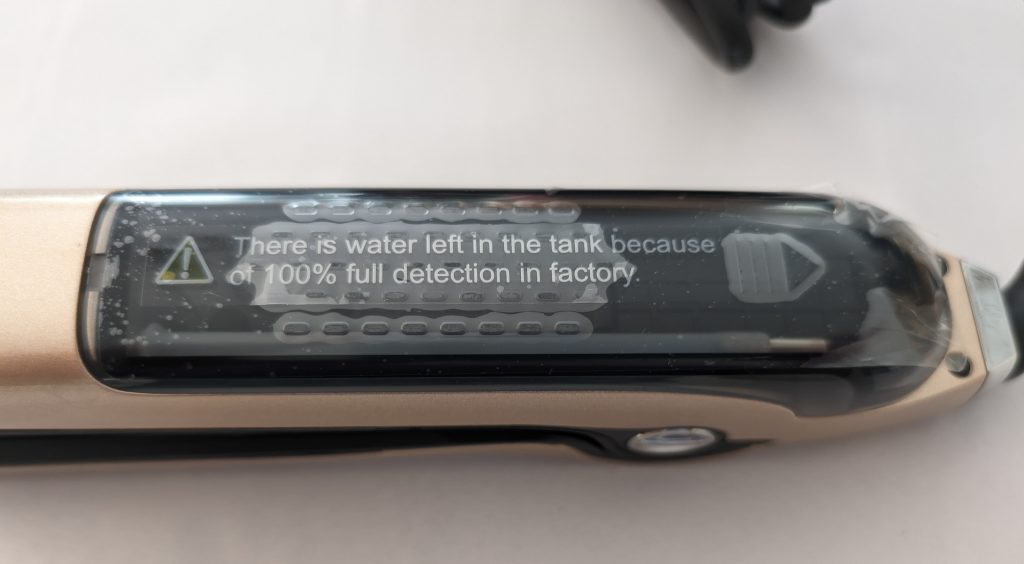 There is water left in the tank because
of 100% full detection in factory